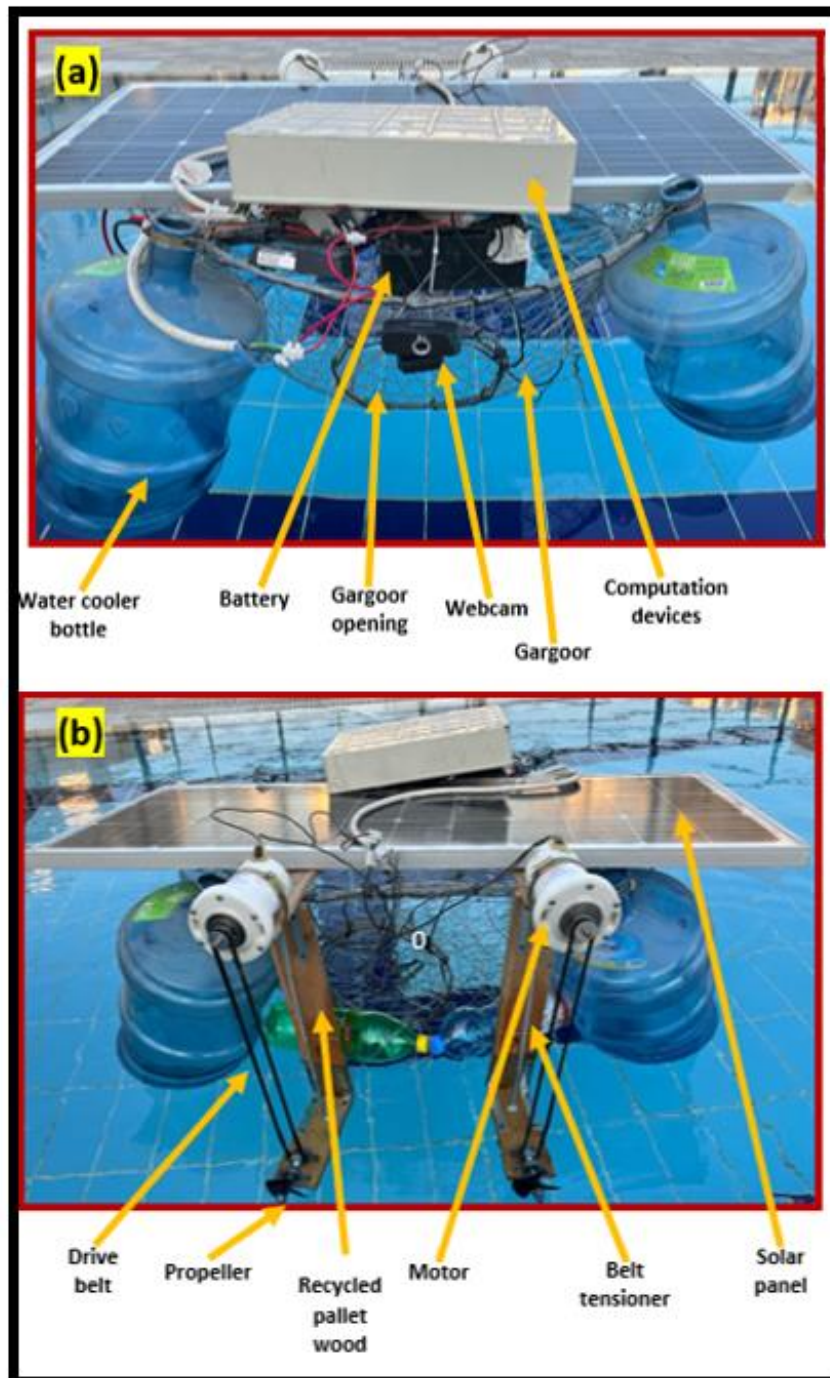 (a)
Water cooler
bottle
Battery
Gargoor
opening
Webcam
Gargoor
Computation
devices
(b)
Drive
belt
Propeller
Recycled
pallet
wood
Motor
Belt
tensioner
Solar
panel